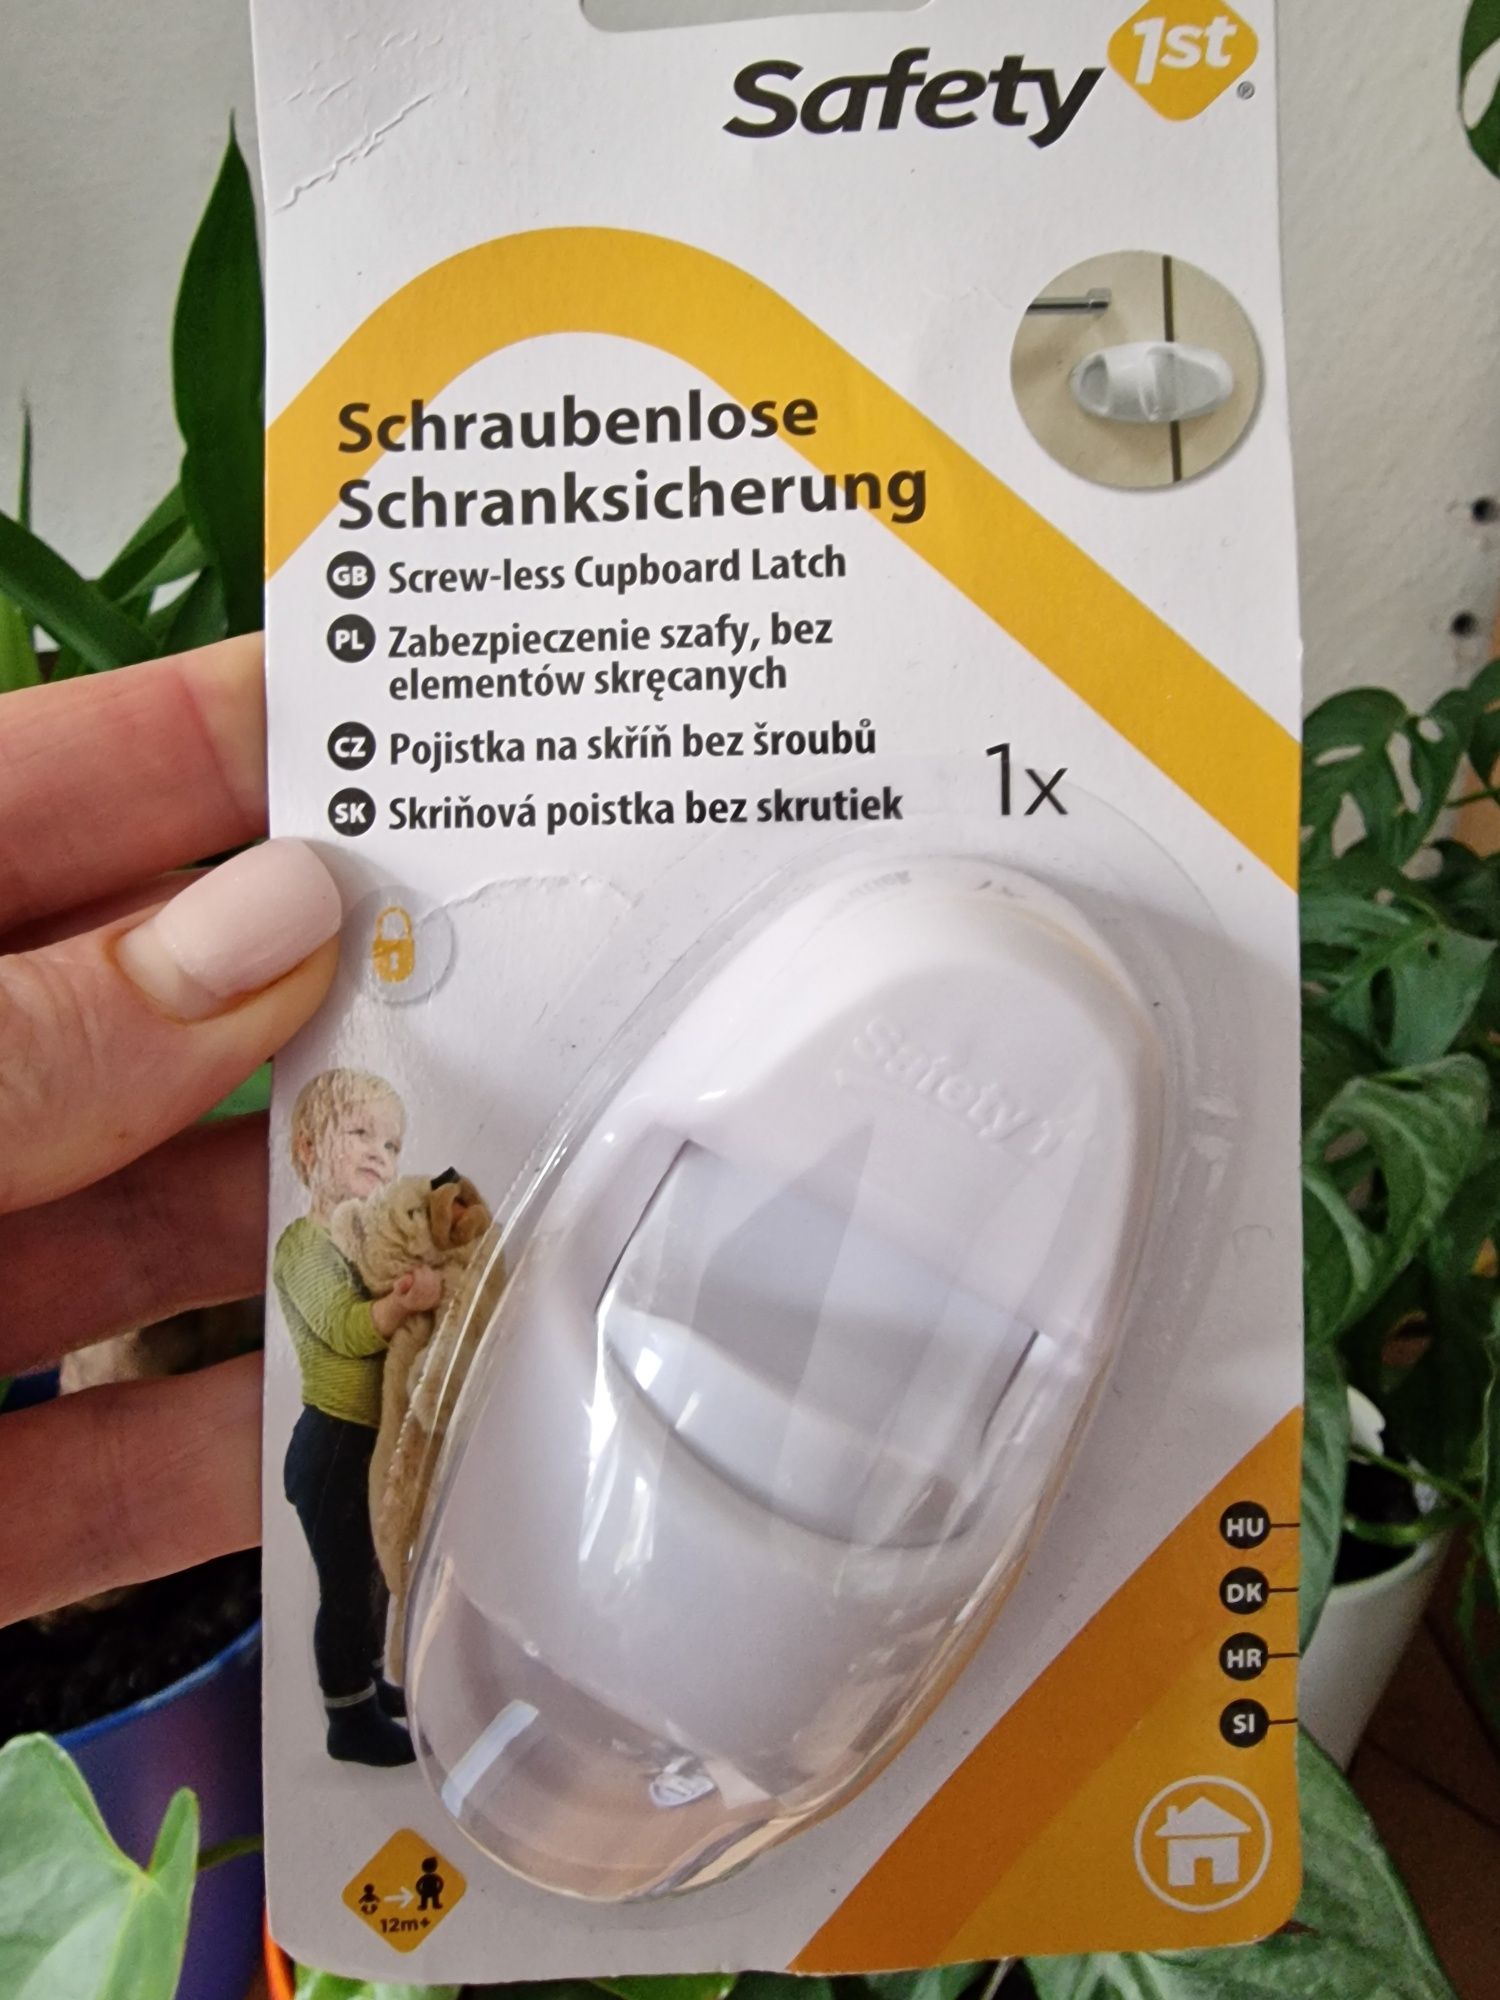 Safety 1st ®
Schraubenlose
Schranksicherung
GB Screw-less Cupboard Latch
PL Zabezpieczenie szafy, bez
elementów skręcanych
CZ Pojistka na skříň bez šroubů
SK Skriňová poistka bez skrutiek
1x
Safety 1
HU
DK
HR
SI
12m+